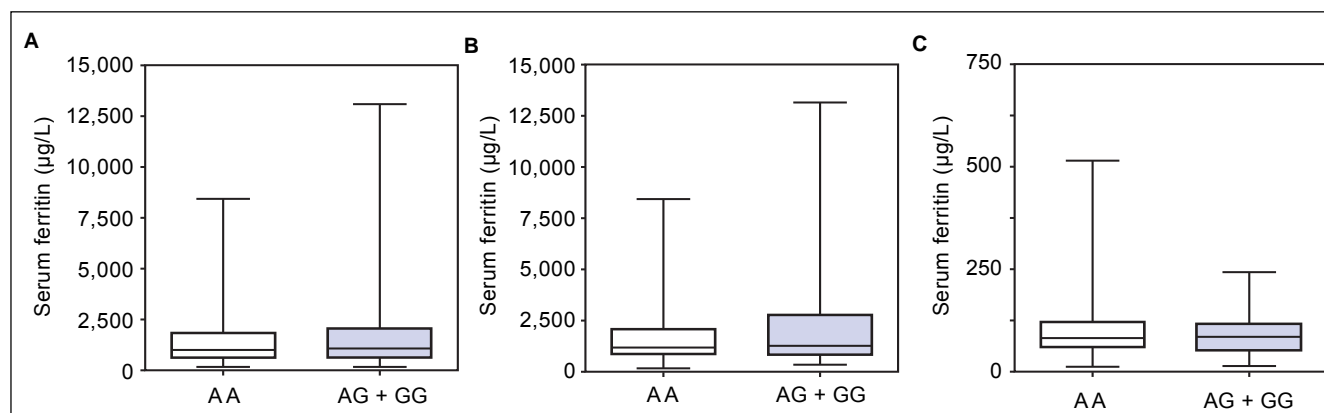 A
Serum ferritin (µg/L)
15,000
12,500
10,000
7,500
5,000
2,500
0
AA
AG + GG
B
Serum ferritin (µg/L)
15,000
12,500
10,000
7,500
5,000
2,500
0
AA
AG + GG
C
Serum ferritin (µg/L)
750
500
250
0
AA
AG + GG